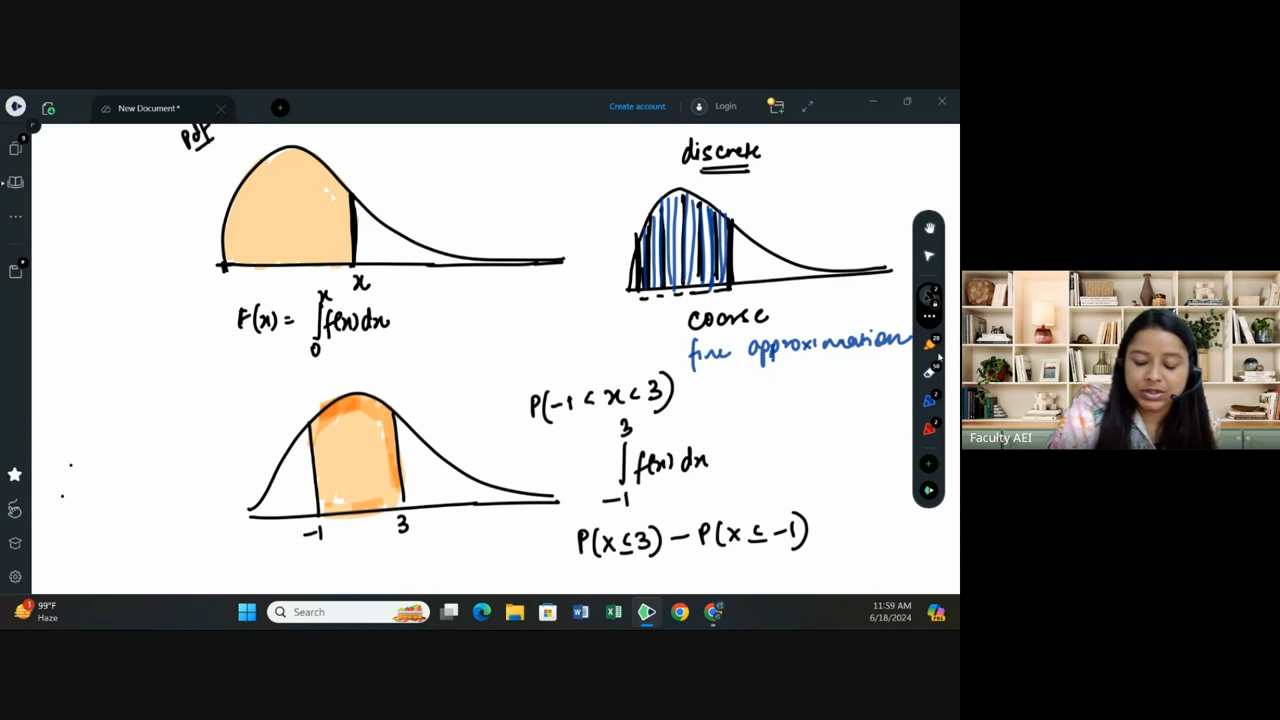 New Document*
Create account
Login
pdf
discrete
x
F(x) = ∫₀ˣ f(x) dx
coarse
fine approximation
P(-1 < x < 3)
∫₋₁³ f(x) dx
-1
3
P(X ≤ 3) - P(X ≤ -1)
Faculty AEI
99°F
Haze
Search
11:59 AM
6/18/2024